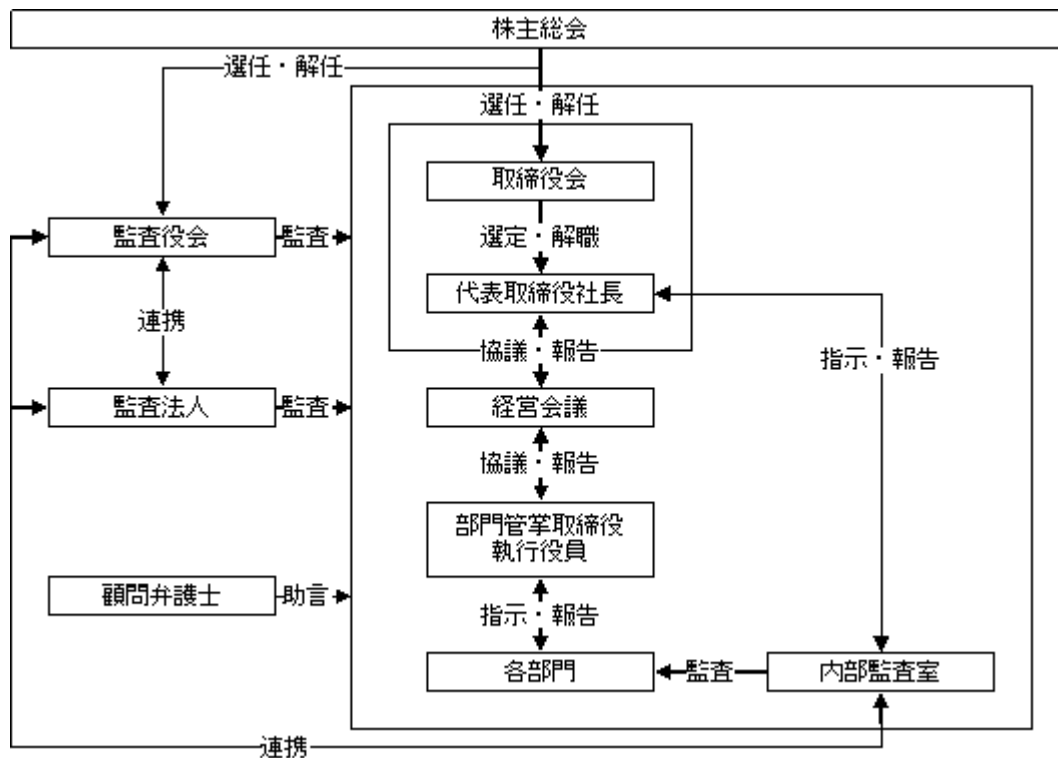 株主総会
選任・解任
選任・解任
取締役会
監査役会
監査
選定・解職
代表取締役社長
連携
協議・報告
指示・報告
監査法人
監査
経営会議
協議・報告
部門管掌取締役
執行役員
顧問弁護士
助言
指示・報告
各部門
監査
内部監査室
連携